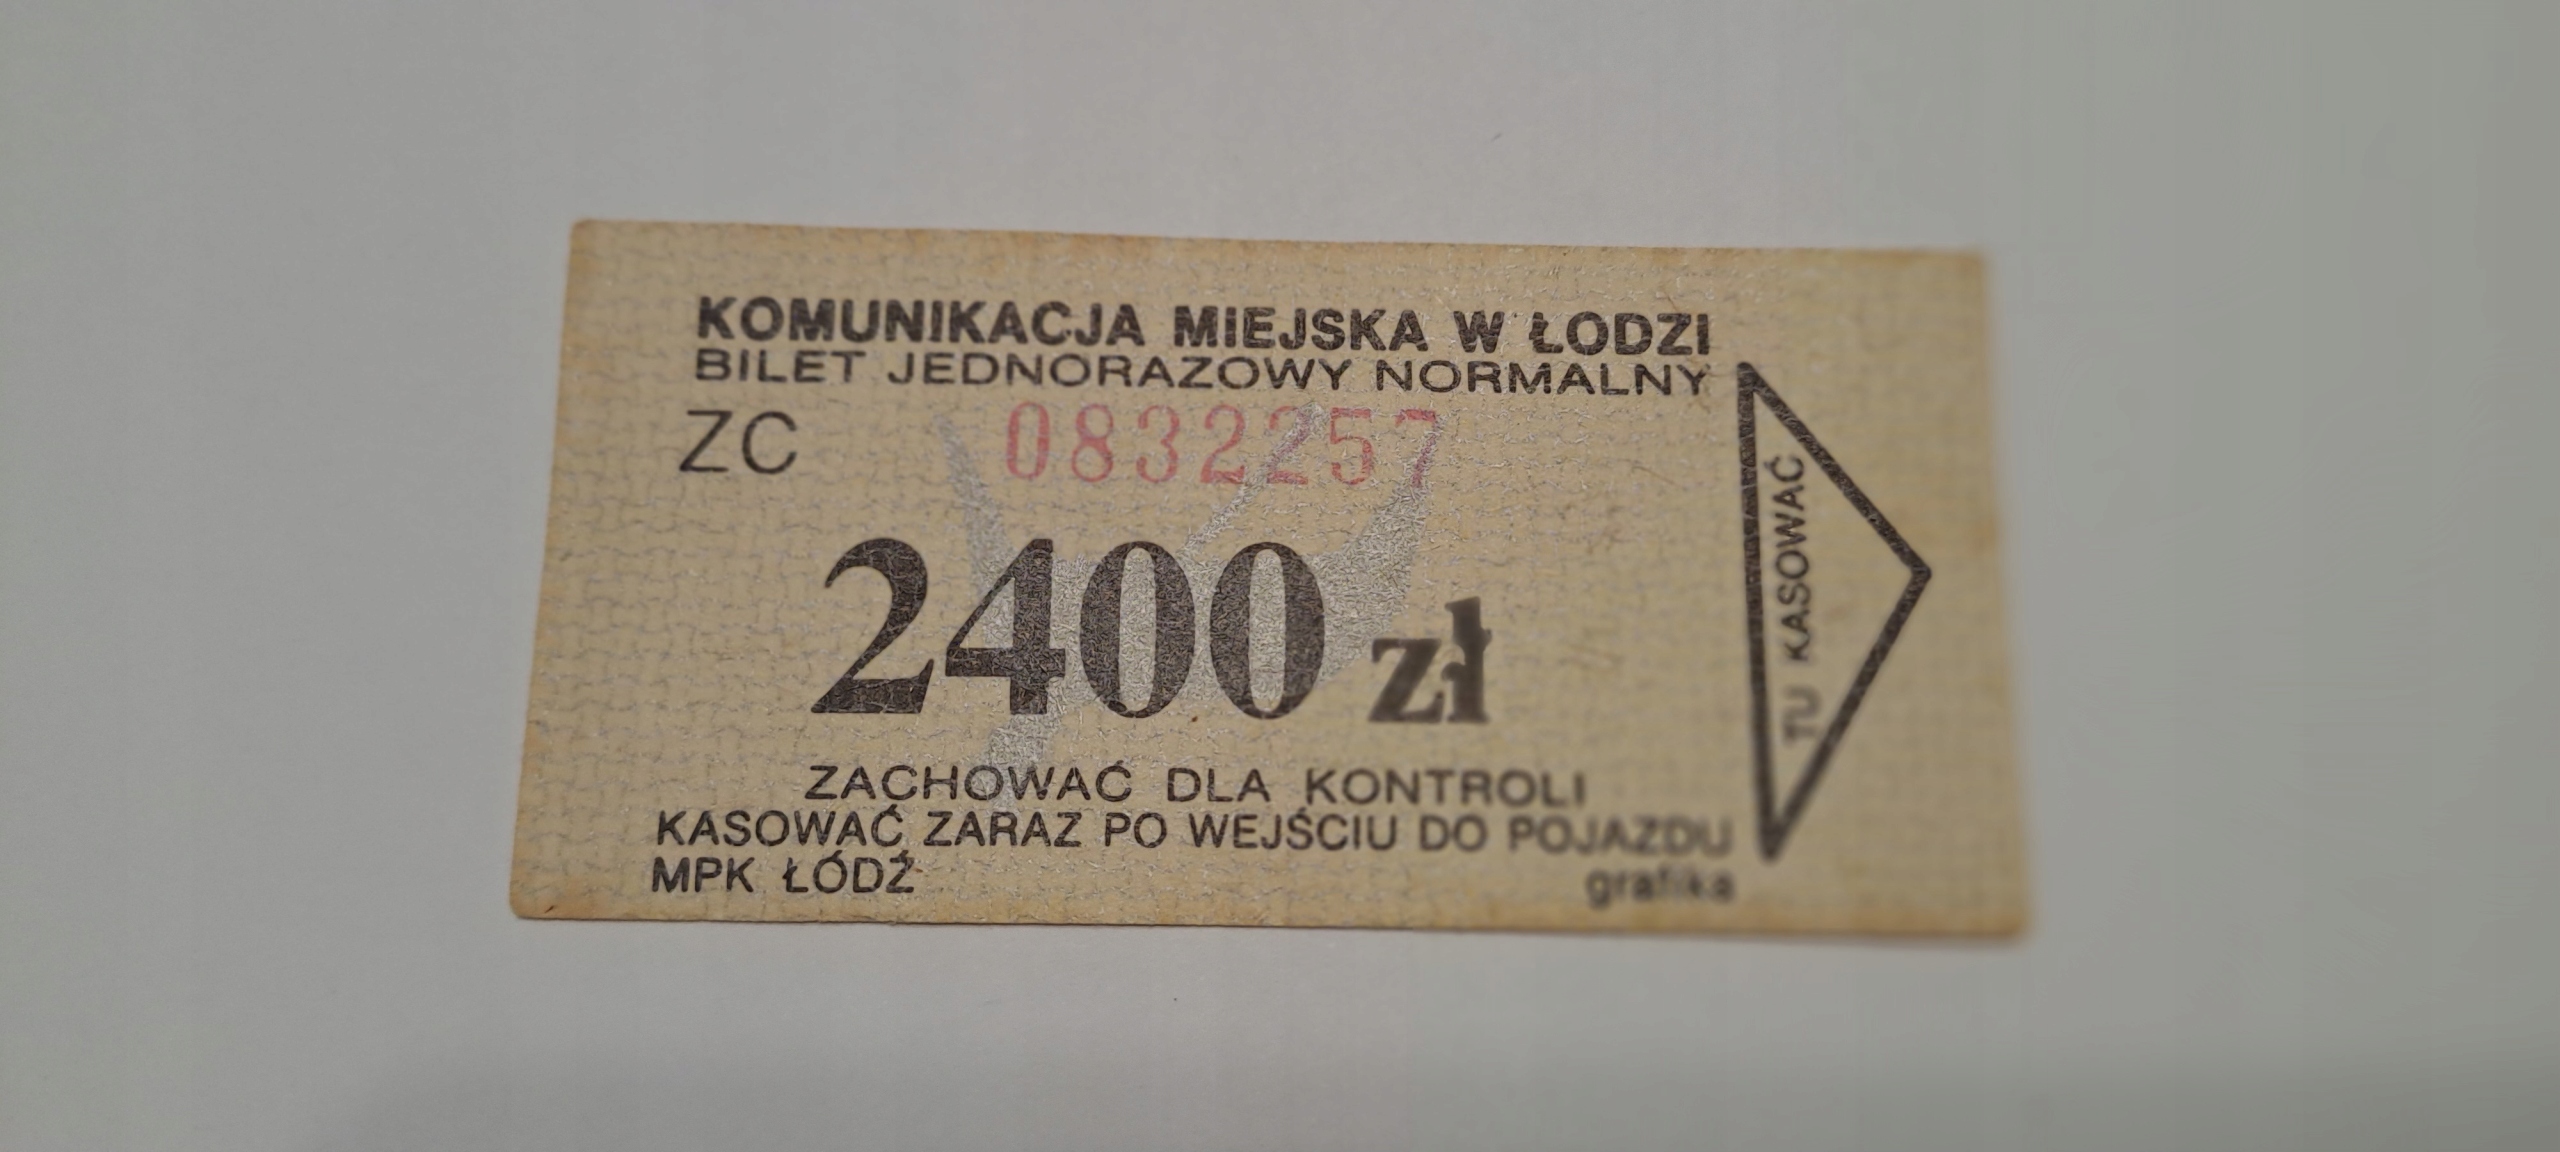 KOMUNIKACJA MIEJSKA W ŁODZI
BILET JEDNORAZOWY NORMALNY
ZC 0832257
2400 zł
ZACHOWAĆ DLA KONTROLI
KASOWAĆ ZARAZ PO WEJŚCIU DO POJAZDU
MPK ŁÓDŹ
grafika
TU KASOWAĆ